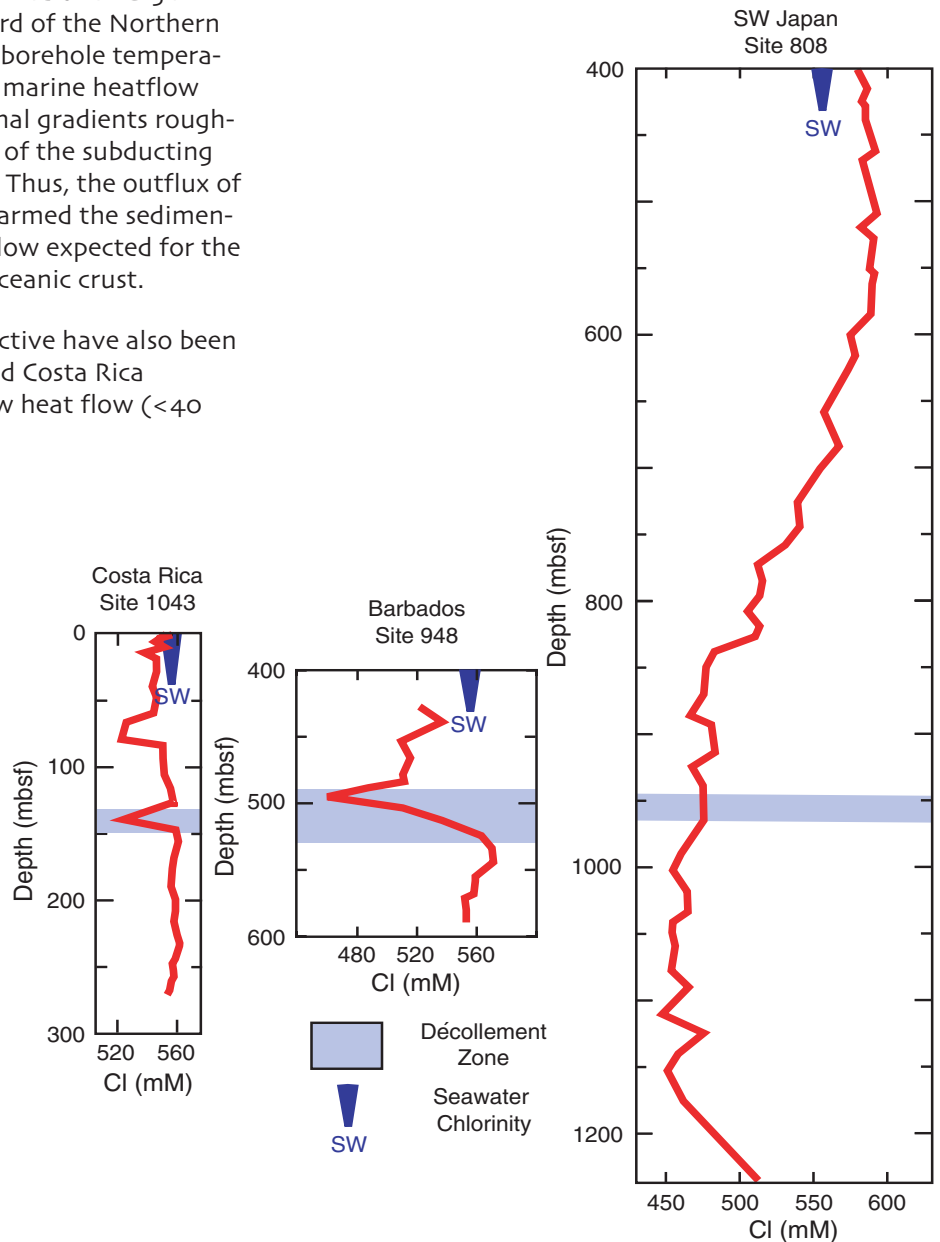 rd of the Northern
borehole tempera-
marine heatflow
nal gradients rough-
of the subducting
Thus, the outflux of
armed the sedimen-
low expected for the
ceanic crust.
ctive have also been
d Costa Rica
w heat flow (<40
SW Japan
Site 808
400
SW
600
800
1000
1200
Depth (mbsf)
450 500 550 600
Cl (mM)
Costa Rica
Site 1043
0
SW
100
200
300
Depth (mbsf)
520 560
Cl (mM)
Barbados
Site 948
400
SW
500
600
Depth (mbsf)
480 520 560
Cl (mM)
Décollement
Zone
Seawater
Chlorinity
SW